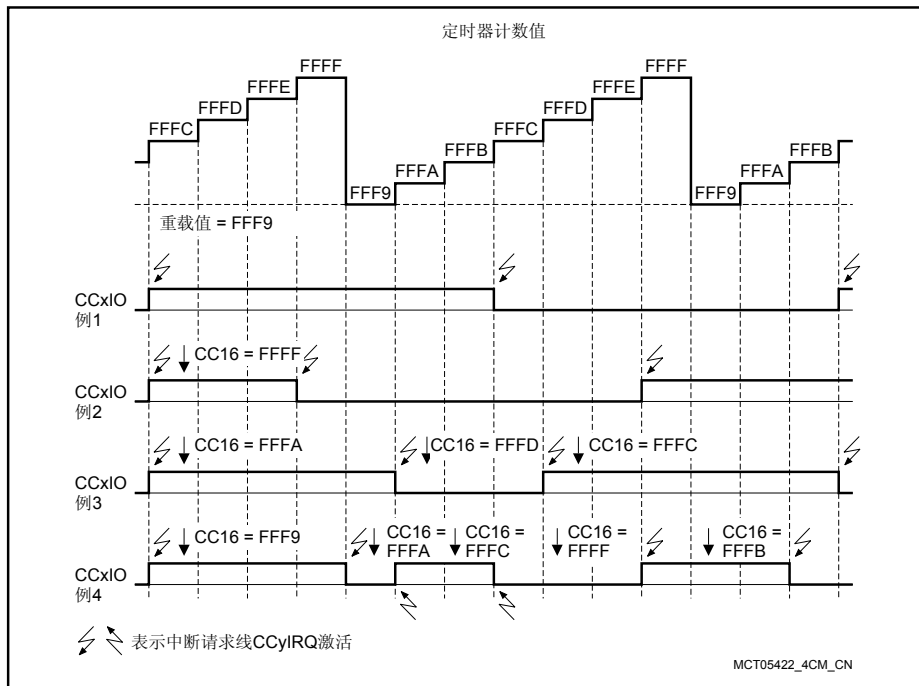 定时器计数值
FFFF
FFFF
FFFE
FFFE
FFFD
FFFD
FFFC
FFFC
FFFB
FFFB
FFFA
FFFA
FFF9
FFF9
重载值 = FFF9
CCxIO
例1
CC16 = FFFF
CCxIO
例2
CC16 = FFFA
CC16 = FFFD
CC16 = FFFC
CCxIO
例3
CC16 = FFF9
CC16 =
FFFA
CC16 =
FFFC
CC16 =
FFFF
CC16 =
FFFB
CCxIO
例4
表示中断请求线CCyIRQ激活
MCT05422_4CM_CN